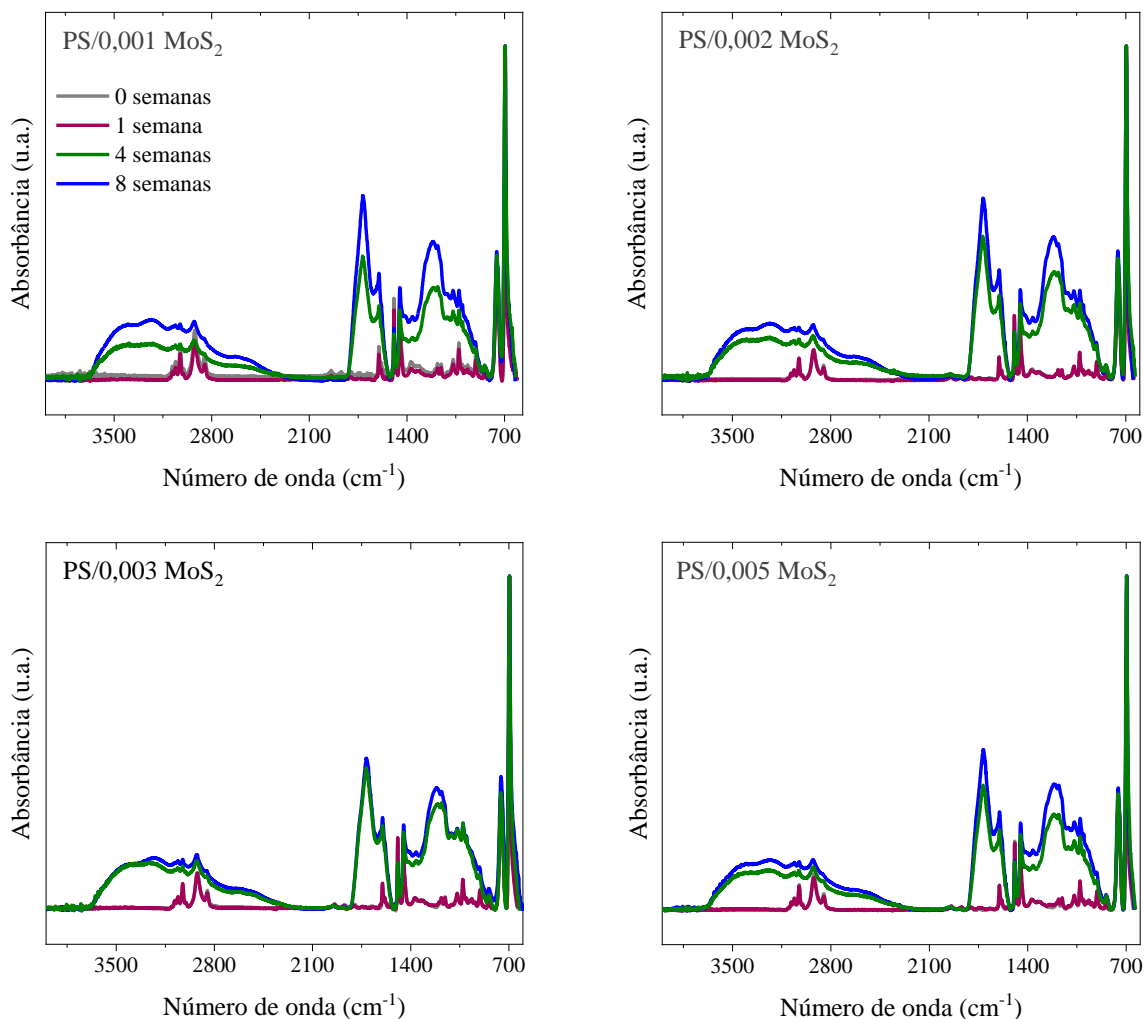 PS/0,001 MoS₂
0 semanas
1 semana
4 semanas
8 semanas
Absorbância (u.a.)
3500 2800 2100 1400 700
Número de onda (cm⁻¹)
PS/0,002 MoS₂
Absorbância (u.a.)
3500 2800 2100 1400 700
Número de onda (cm⁻¹)
PS/0,003 MoS₂
Absorbância (u.a.)
3500 2800 2100 1400 700
Número de onda (cm⁻¹)
PS/0,005 MoS₂
Absorbância (u.a.)
3500 2800 2100 1400 700
Número de onda (cm⁻¹)